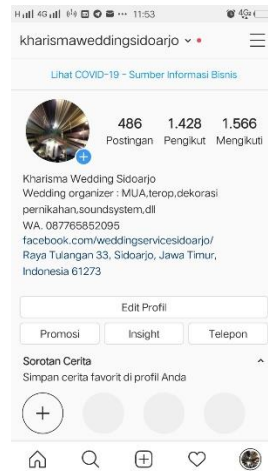 11:53
kharismaweddingsidoarjo
Lihat COVID-19 - Sumber Informasi Bisnis
486 1.428 1.566
Postingan Pengikut Mengikuti
Kharisma Wedding Sidoarjo
Wedding organizer : MUA,terop,dekorasi
pernikahan,soundsystem,dll
WA. 087765852095
facebook.com/weddingservicesidoarjo/
Raya Tulangan 33, Sidoarjo, Jawa Timur,
Indonesia 61273
Edit Profil
Promosi Insight Telepon
Sorotan Cerita
Simpan cerita favorit di profil Anda